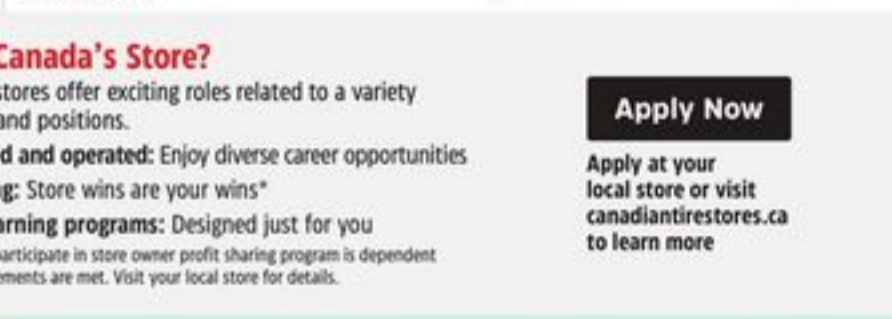 Canada's Store?
stores offer exciting roles related to a variety
and positions.
d and operated: Enjoy diverse career opportunities
g: Store wins are your wins*
arning programs: Designed just for you
articipate in store owner profit sharing program is dependent
ements are met. Visit your local store for details.
Apply Now
Apply at your
local store or visit
canadiantirestores.ca
to learn more